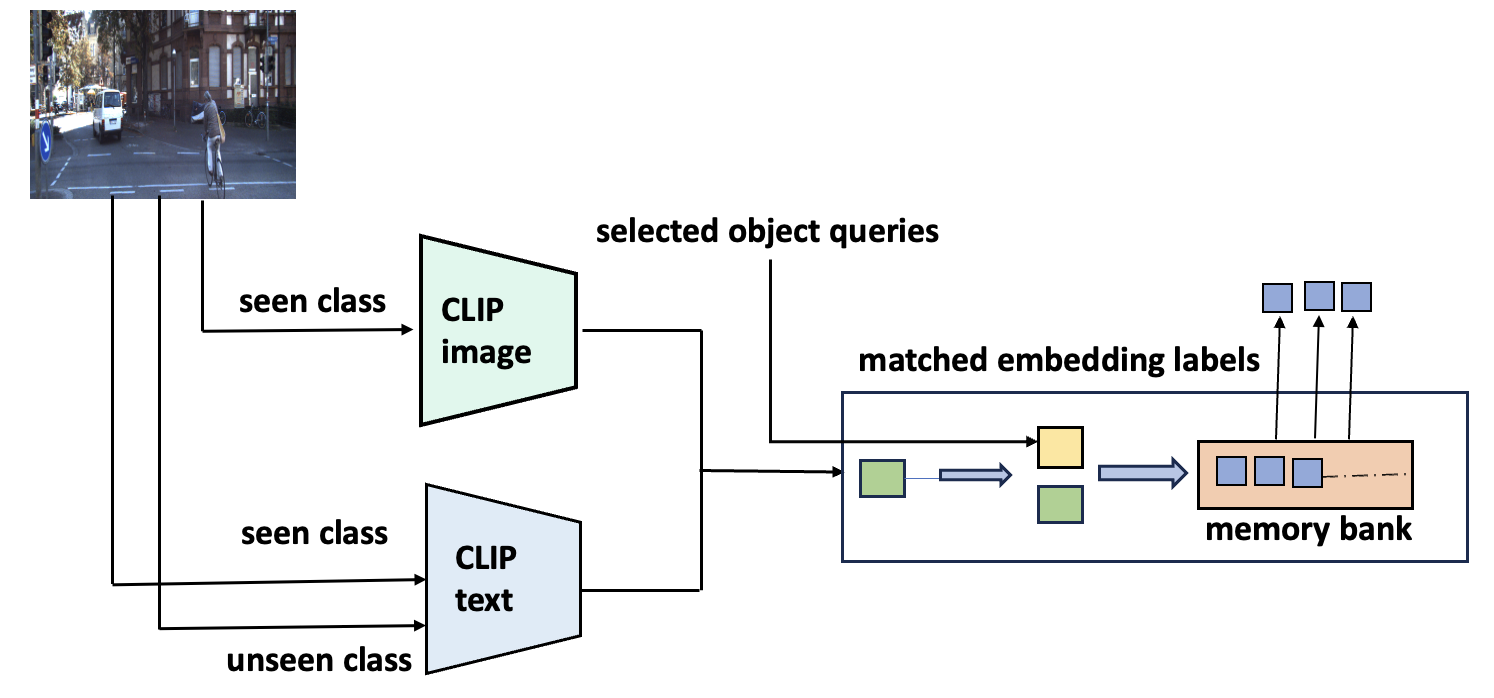 selected object queries
seen class
CLIP
image
matched embedding labels
memory bank
seen class
CLIP
text
unseen class